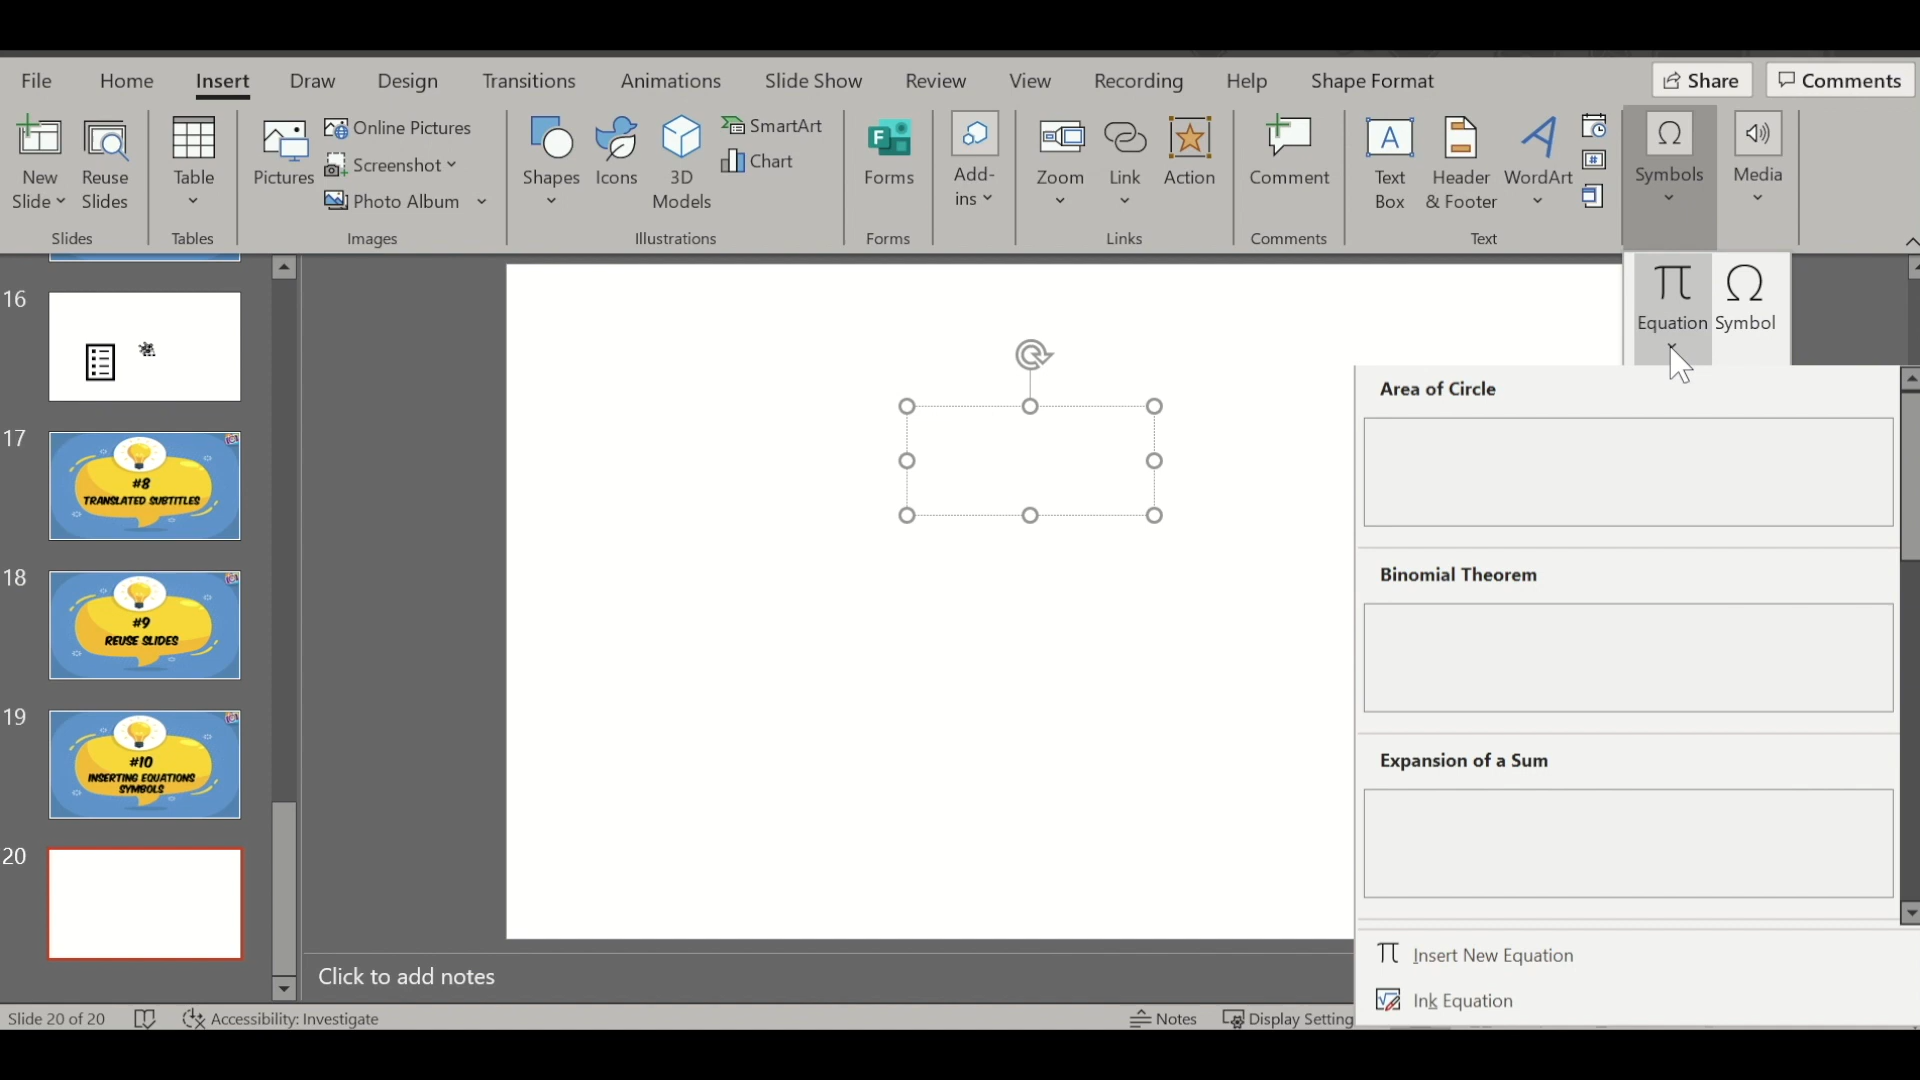 File Home Insert Draw Design Transitions Animations Slide Show Review View Recording Help Shape Format Share Comments
New Slide
Reuse Slides
Slides
Table
Tables
Pictures
Online Pictures
Screenshot
Photo Album
Images
Shapes
Icons
3D Models
SmartArt
Chart
Illustrations
Forms
Forms
Add-ins
Zoom
Link
Action
Links
Comment
Comments
Text Box
Header & Footer
WordArt
Text
Symbols
Media
Equation
Symbol
16
17
#8
TRANSLATED SUBTITLES
18
#9
REUSE SLIDES
19
#10
INSERTING EQUATIONS
SYMBOLS
20
Area of Circle
Binomial Theorem
Expansion of a Sum
Insert New Equation
Ink Equation
Click to add notes
Slide 20 of 20 Accessibility: Investigate Notes Display Setting